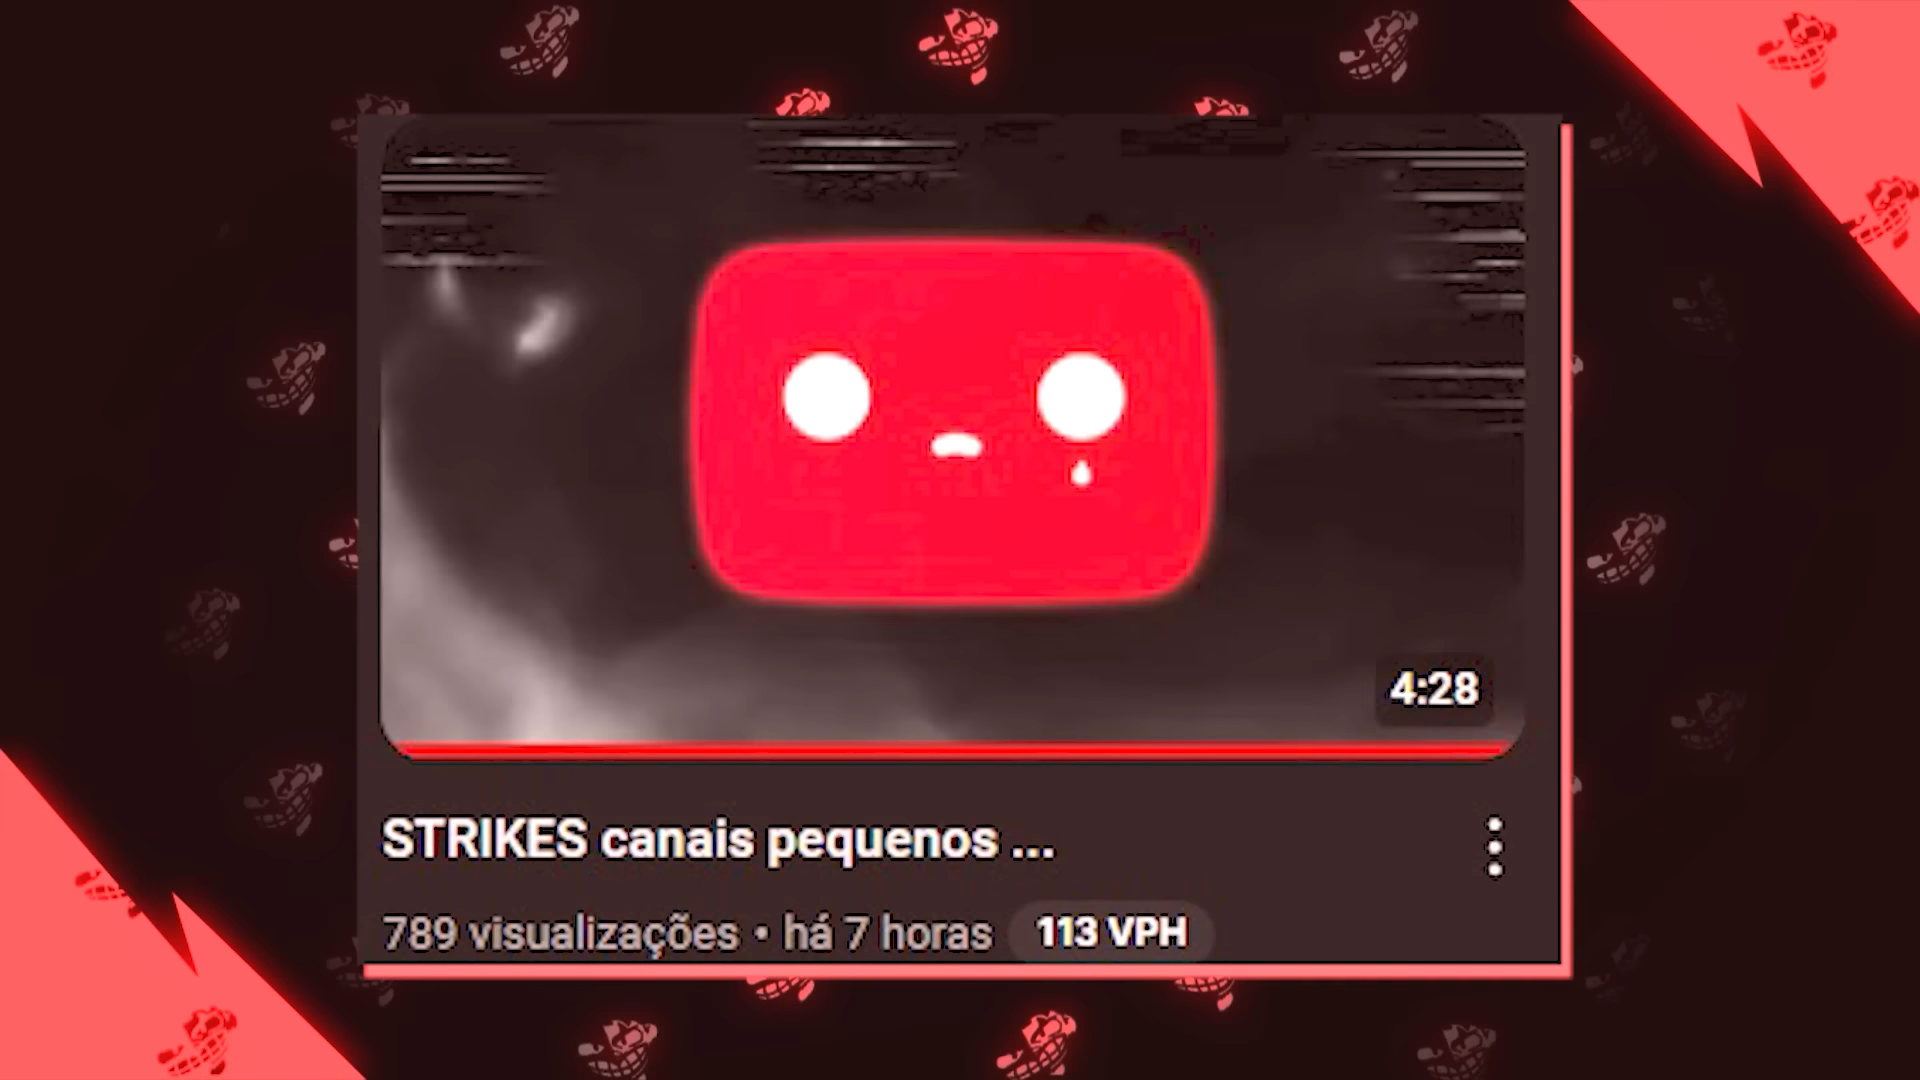 4:28
STRIKES canais pequenos ...
789 visualizações • há 7 horas 113 VPH